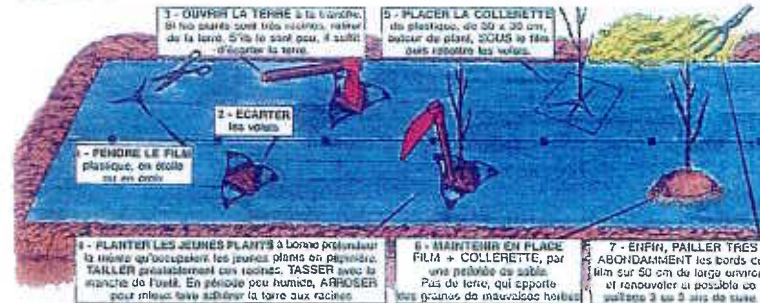 3 - OUVRIR LA TERRE à la tranche.
Si les plants sont très racinés, retirer
de la terre. S'ils le sont peu, il suffit
d'écarter la terre.
5 - PLACER LA COLLERETTE
de plastique, de 30 x 30 cm,
autour du plant, SOUS le film
puis rabattre les volets.
2 - ECARTER
les volets
1 - FENDRE LE FILM
plastique, en étoile
ou en croix
4 - PLANTER LES JEUNES PLANTS à bonne profondeur
la même qu'occupaient les jeunes plants en pépinière.
TAILLER préalablement les racines. TASSER avec le
manche de l'outil. En période peu humide, ARROSER
pour mieux faire adhérer la terre aux racines
6 - MAINTENIR EN PLACE
FILM + COLLERETTE, par
une pelletée de sable.
Pas de terre, qui apporte
des graines de mauvaises herbes
7 - ENFIN, PAILLER TRES
ABONDAMMENT les bords du
film sur 50 cm de large environ
et renouveler si possible ce
paillage 2 ou 3 ans de suite